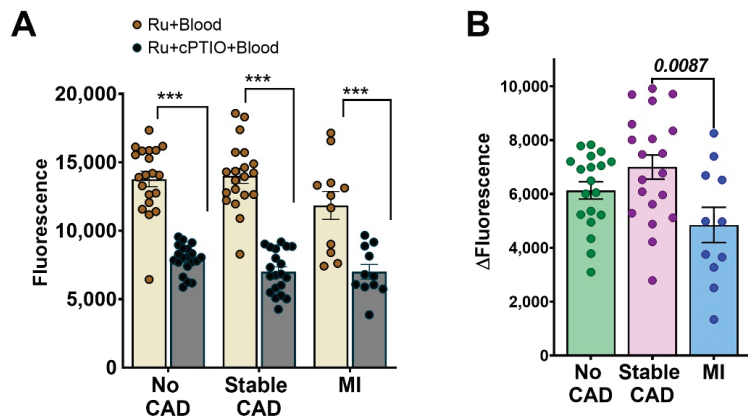 A
Ru+Blood
Ru+cPTIO+Blood
Fluorescence
20,000
15,000
10,000
5,000
0
***
***
***
No
CAD
Stable
CAD
MI
B
0.0087
ΔFluorescence
10,000
8,000
6,000
4,000
2,000
0
No
CAD
Stable
CAD
MI